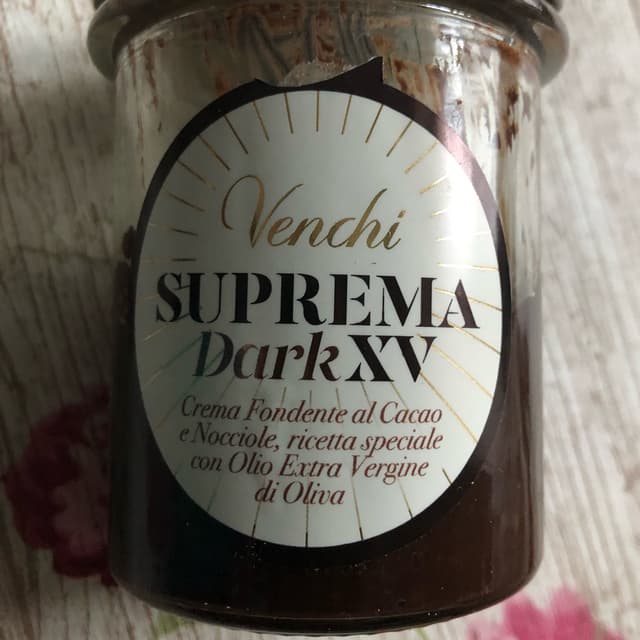 Venchi
SUPREMA
Dark XV
Crema Fondente al Cacao
e Nocciole, ricetta speciale
con Olio Extra Vergine
di Oliva